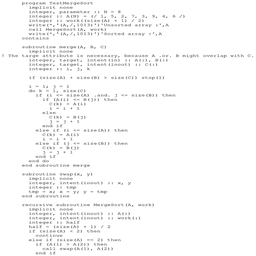 program TestMergeSort
implicit none
integer, parameter :: N = 8
integer :: A(N) = (/ 1, 5, 2, 7, 3, 9, 4, 6 /)
integer :: work((size(A) + 1) / 2)
write(*,'(A,/,10I3)')'Unsorted array :',A
call MergeSort(A, work)
write(*,'(A,/,10I3)')'Sorted array :',A
contains
subroutine merge(A, B, C)
implicit none
! The targe attribute is necessary, because A .or. B might overlap with C.
integer, target, intent(in) :: A(:), B(:)
integer, target, intent(inout) :: C(:)
integer :: i, j, k
if (size(A) + size(B) > size(C)) stop(1)
i = 1; j = 1
do k = 1, size(C)
if (i <= size(A) .and. j <= size(B)) then
if (A(i) <= B(j)) then
C(k) = A(i)
i = i + 1
else
C(k) = B(j)
j = j + 1
end if
else if (i <= size(A)) then
C(k) = A(i)
i = i + 1
else if (j <= size(B)) then
C(k) = B(j)
j = j + 1
end if
end do
end subroutine merge
subroutine swap(x, y)
implicit none
integer, intent(inout) :: x, y
integer :: tmp
tmp = x; x = y; y = tmp
end subroutine
recursive subroutine MergeSort(A, work)
implicit none
integer, intent(inout) :: A(:)
integer, intent(inout) :: work(:)
integer :: half
half = (size(A) + 1) / 2
if (size(A) < 2) then
continue
else if (size(A) == 2) then
if (A(1) > A(2)) then
call swap(A(1), A(2))
end if